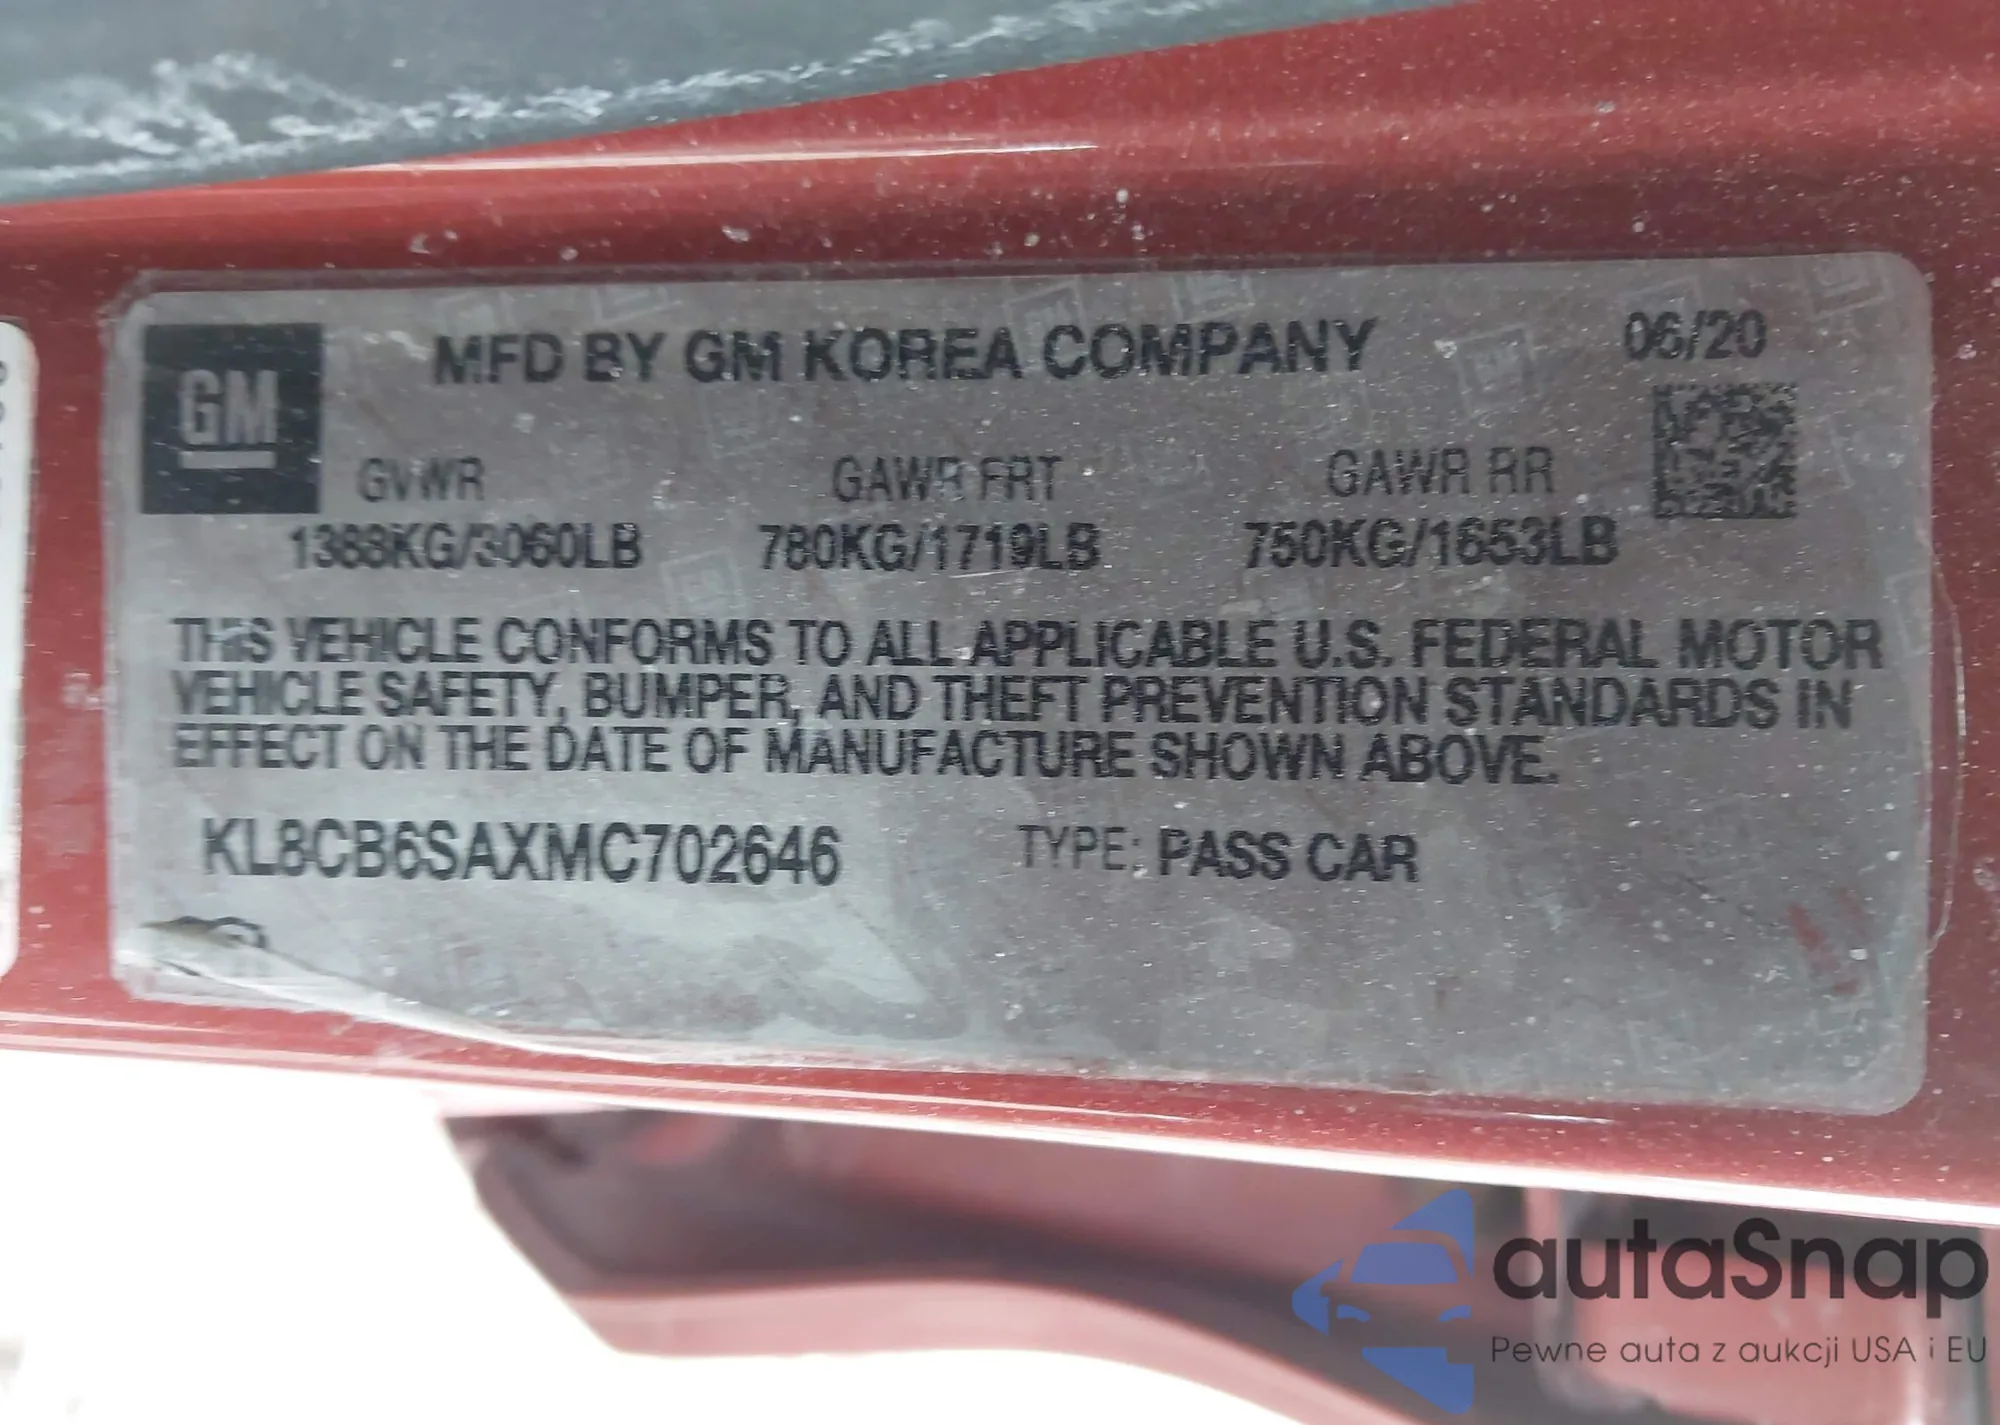 MFD BY GM KOREA COMPANY 06/20
GM
GVWR GAWR FRT GAWR RR
1388KG/3060LB 780KG/1719LB 750KG/1653LB
THIS VEHICLE CONFORMS TO ALL APPLICABLE U.S. FEDERAL MOTOR
VEHICLE SAFETY, BUMPER, AND THEFT PREVENTION STANDARDS IN
EFFECT ON THE DATE OF MANUFACTURE SHOWN ABOVE.
KL8CB6SAXMC702646 TYPE: PASS CAR
autaSnap
Pewne auta z aukcji USA i EU